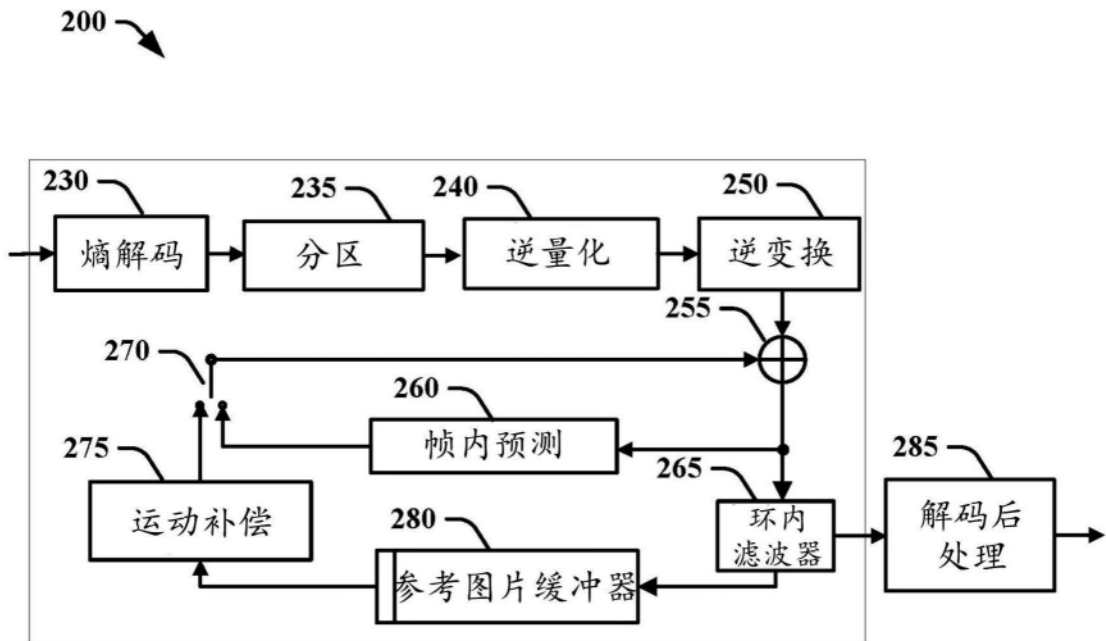 200
230
235
240
250
熵解码
分区
逆量化
逆变换
255
270
260
帧内预测
275
265
285
运动补偿
280
参考图片缓冲器
环内
滤波器
解码后
处理